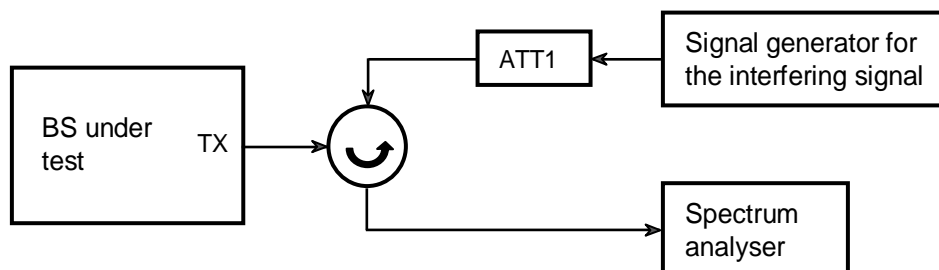 BS under
test
TX
ATT1
Signal generator for
the interfering signal
Spectrum
analyser